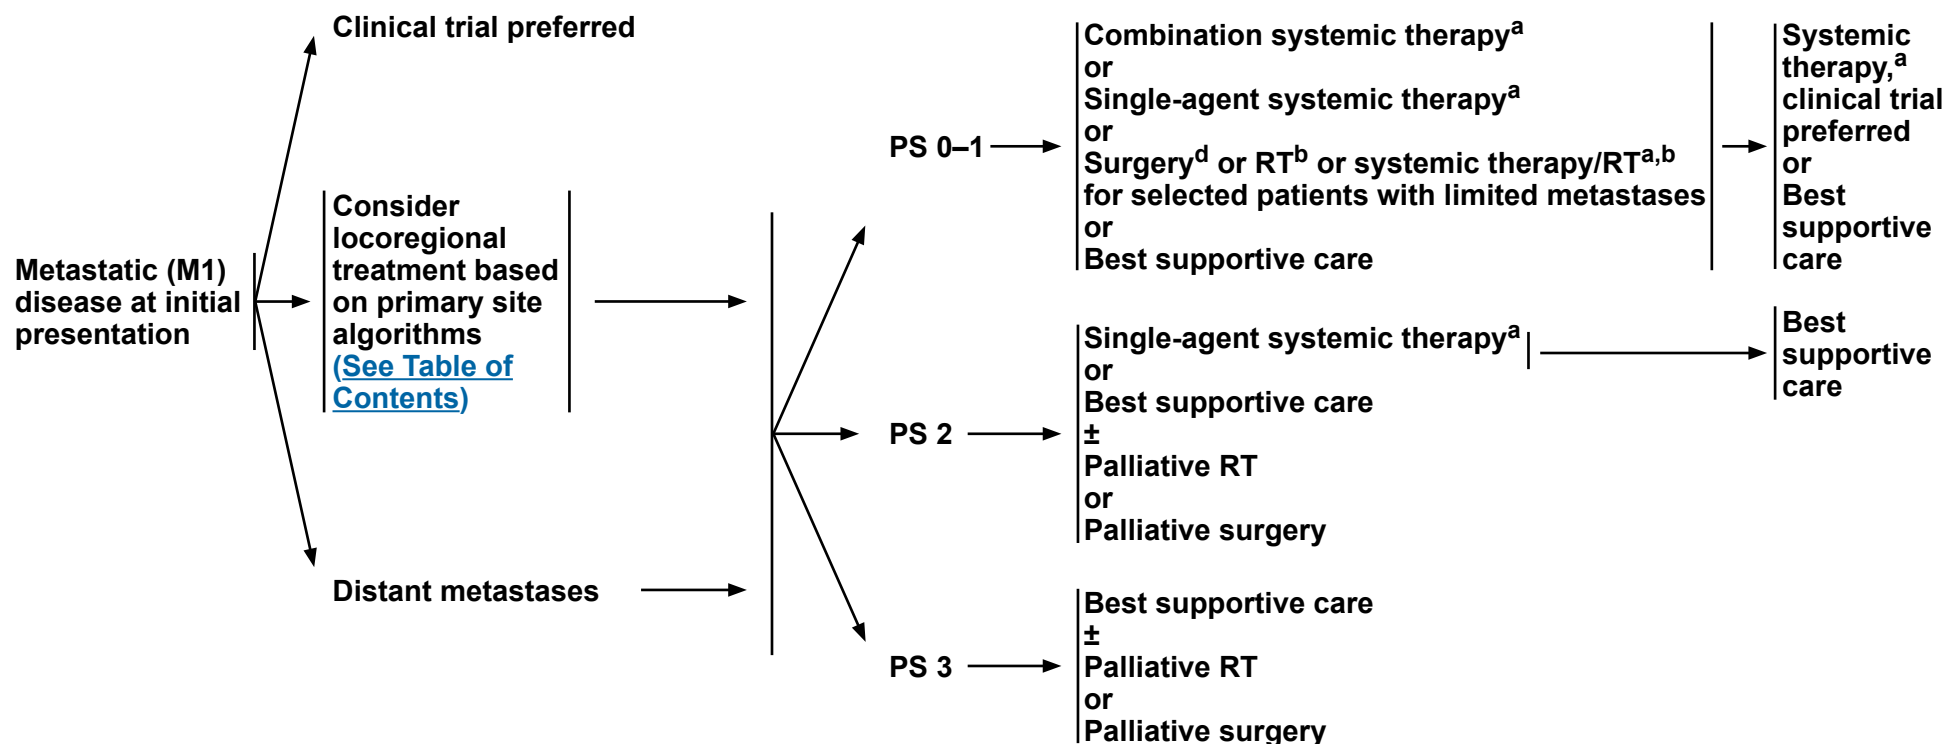 Clinical trial preferred
Metastatic (M1)
disease at initial
presentation
Consider
locoregional
treatment based
on primary site
algorithms
(See Table of
Contents)
Distant metastases
PS 0–1
Combination systemic therapyᵃ
or
Single-agent systemic therapyᵃ
or
Surgeryᵈ or RTᵇ or systemic therapy/RTᵃ,ᵇ
for selected patients with limited metastases
or
Best supportive care
Systemic
therapy,ᵃ
clinical trial
preferred
or
Best
supportive
care
PS 2
Single-agent systemic therapyᵃ
or
Best supportive care
±
Palliative RT
or
Palliative surgery
Best
supportive
care
PS 3
Best supportive care
±
Palliative RT
or
Palliative surgery